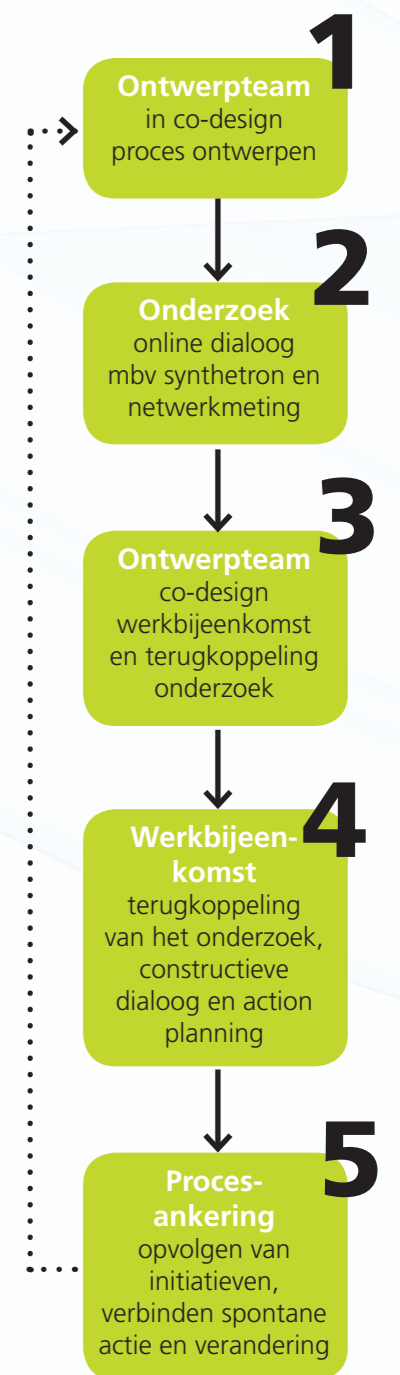 1
Ontwerpteam
in co-design
proces ontwerpen
2
Onderzoek
online dialoog
mbv synthetron en
netwerkmeting
3
Ontwerpteam
co-design
werkbijeenkomst
en terugkoppeling
onderzoek
4
Werkbijeen-
komst
terugkoppeling
van het onderzoek,
constructieve
dialoog en action
planning
5
Proces-
ankering
opvolgen van
initiatieven,
verbinden spontane
actie en verandering